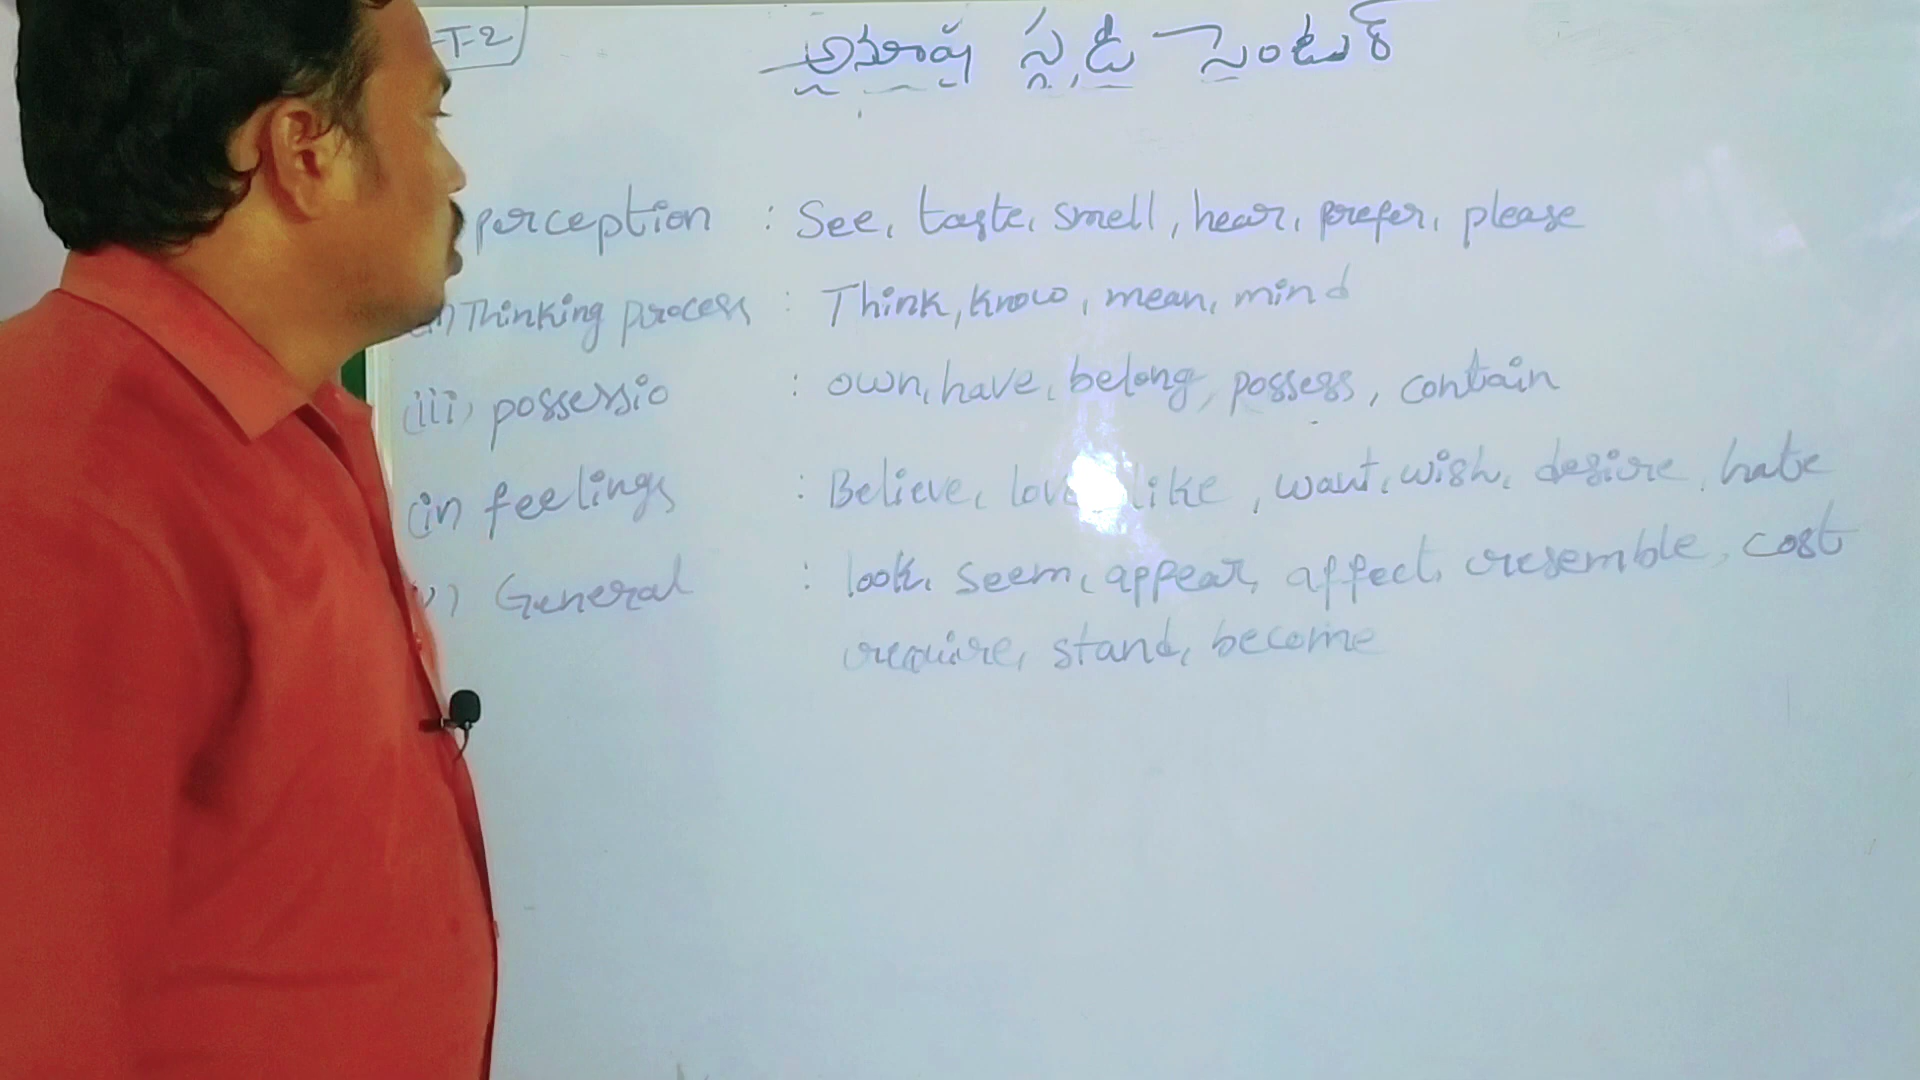 -T-2
స్టడీ సెంటర్
perception : See, taste, smell, hear, prefer, please
Thinking process : Think, know, mean, mind
(iii) possessio : own, have, belong, possess, contain
feelings : Believe, love like, want, wish, desire, hate
v) General : look, seem, appear, affect, resemble, cost
require, stand, become